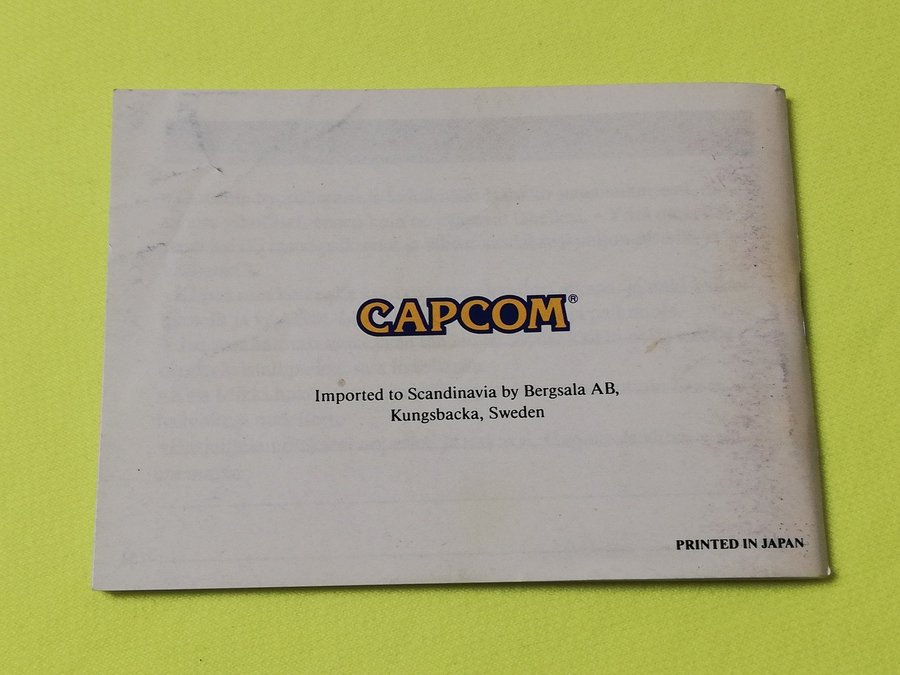 CAPCOM®
Imported to Scandinavia by Bergsala AB,
Kungsbacka, Sweden
PRINTED IN JAPAN